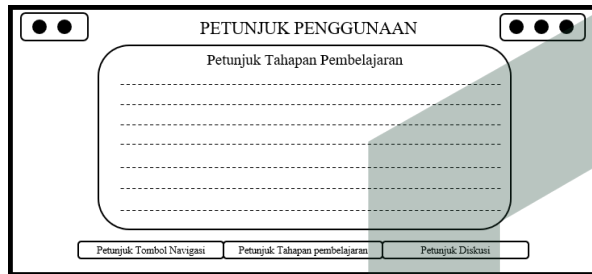 PETUNJUK PENGGUNAAN
Petunjuk Tahapan Pembelajaran
Petunjuk Tombol Navigasi
Petunjuk Tahapan pembelajaran
Petunjuk Diskusi